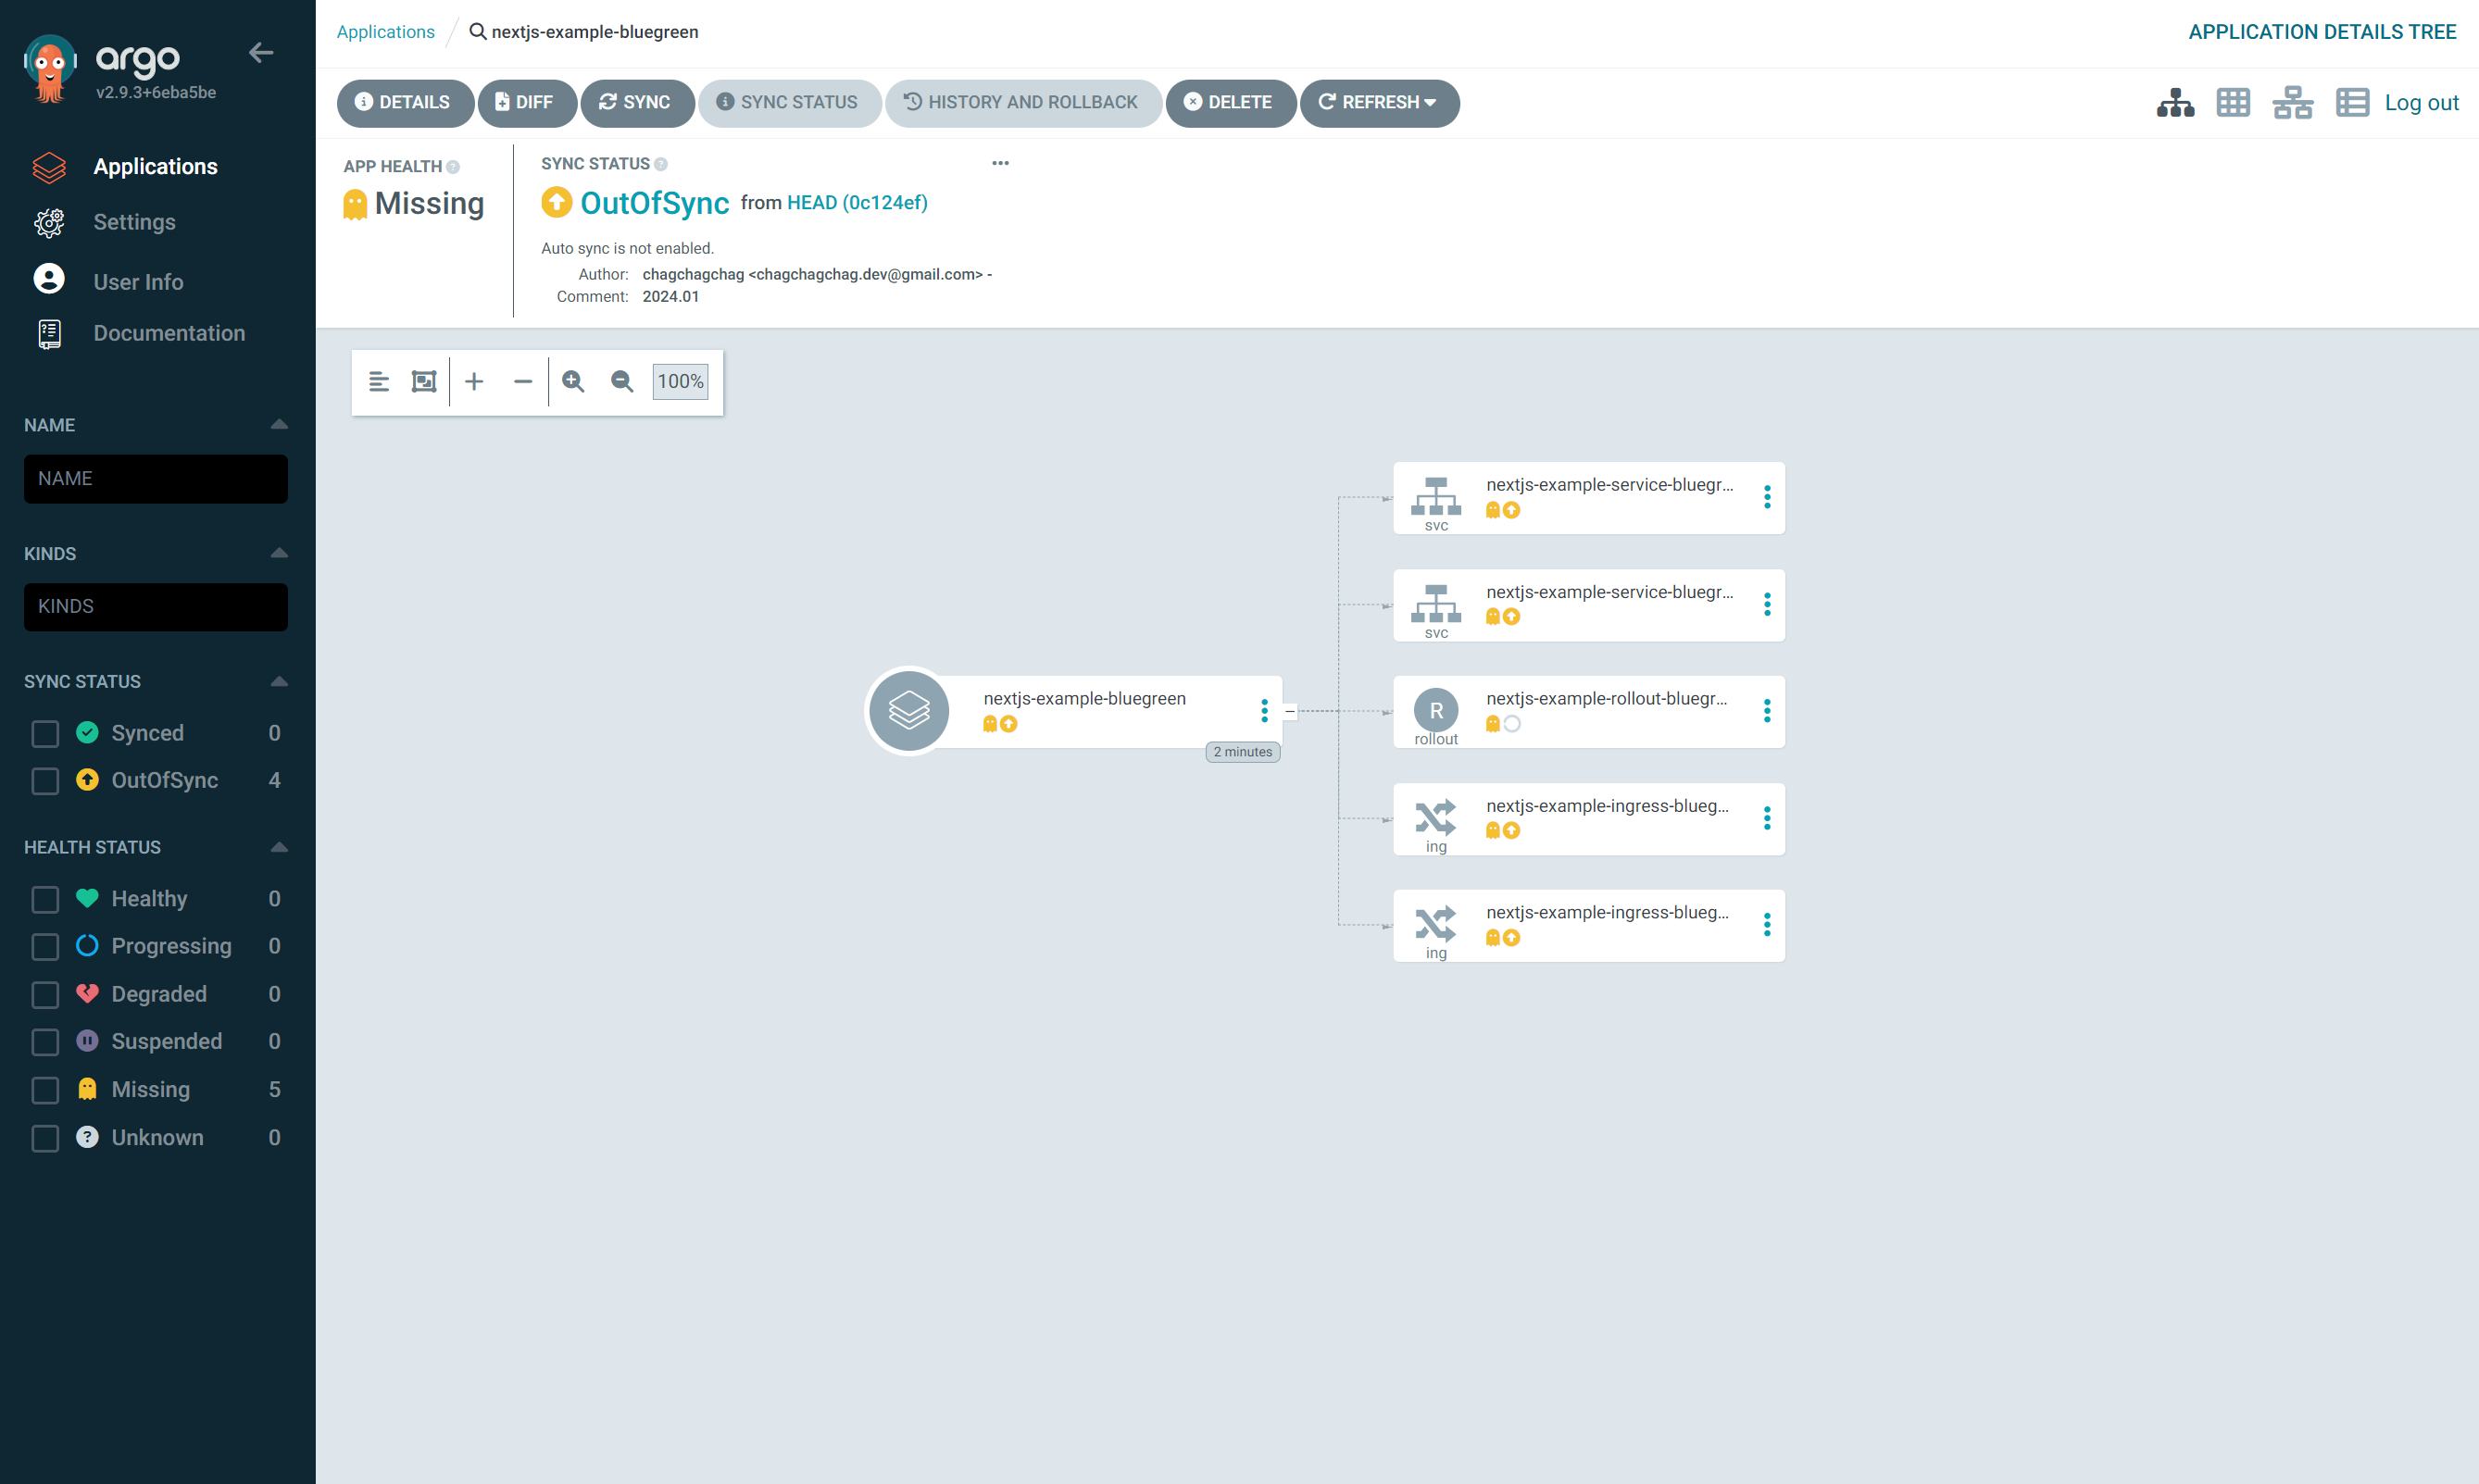 argo
v2.9.3+6eba5be
Applications
Settings
User Info
Documentation
NAME
NAME
KINDS
KINDS
SYNC STATUS
Synced 0
OutOfSync 4
HEALTH STATUS
Healthy 0
Progressing 0
Degraded 0
Suspended 0
Missing 5
Unknown 0
Applications / nextjs-example-bluegreen
APPLICATION DETAILS TREE
DETAILS DIFF SYNC SYNC STATUS HISTORY AND ROLLBACK DELETE REFRESH
Log out
APP HEALTH
Missing
SYNC STATUS
OutOfSync from HEAD (0c124ef)
Auto sync is not enabled.
Author: chagchagchag <chagchagchag.dev@gmail.com> -
Comment: 2024.01
100%
nextjs-example-bluegreen
2 minutes
nextjs-example-service-bluegr...
svc
nextjs-example-service-bluegr...
svc
nextjs-example-rollout-bluegr...
R
rollout
nextjs-example-ingress-blueg...
ing
nextjs-example-ingress-blueg...
ing